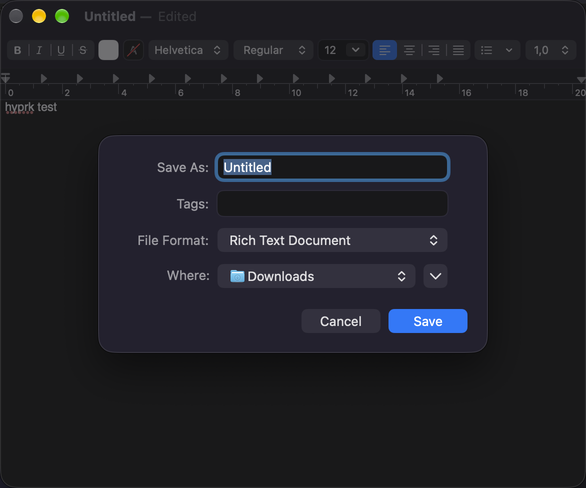 Untitled — Edited
B I U S A Helvetica Regular 12 1,0
0 2 4 6 8 10 12 14 16 18 20
hyprk test
Save As: Untitled
Tags:
File Format: Rich Text Document
Where: Downloads
Cancel Save